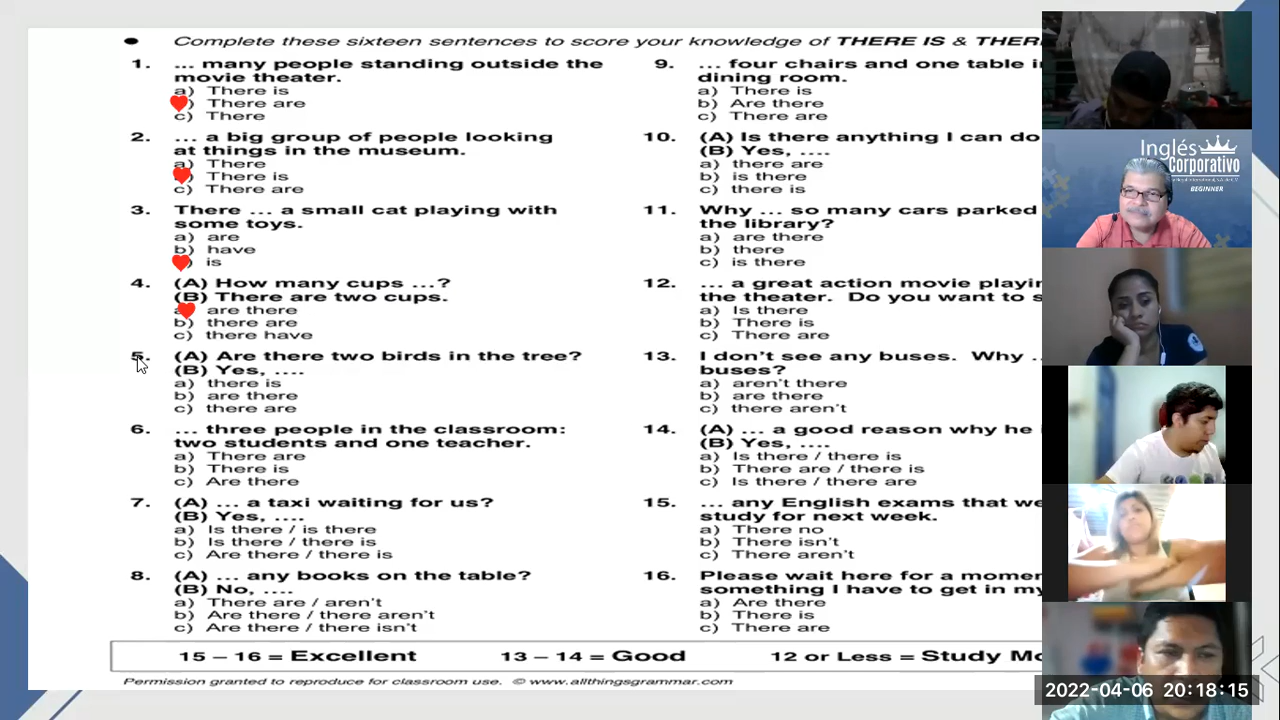 Complete these sixteen sentences to score your knowledge of THERE IS & THER
1. ... many people standing outside the
movie theater.
a) There is
) There are
c) There
2. ... a big group of people looking
at things in the museum.
a) There
) There is
c) There are
3. There ... a small cat playing with
some toys.
a) are
b) have
) is
4. (A) How many cups ...?
(B) There are two cups.
a are there
b) there are
c) there have
5. (A) Are there two birds in the tree?
(B) Yes, ....
a) there is
b) are there
c) there are
6. ... three people in the classroom:
two students and one teacher.
a) There are
b) There is
c) Are there
7. (A) ... a taxi waiting for us?
(B) Yes, ....
a) Is there / is there
b) Is there / there is
c) Are there / there is
8. (A) ... any books on the table?
(B) No, ....
a) There are / aren't
b) Are there / there aren't
c) Are there / there isn't
9. ... four chairs and one table i
dining room.
a) There is
b) Are there
c) There are
10. (A) Is there anything I can do
(B) Yes, ....
a) there are
b) is there
c) there is
11. Why ... so many cars parked
the library?
a) are there
b) there
c) is there
12. ... a great action movie playi
the theater. Do you want to s
a) Is there
b) There is
c) There are
13. I don't see any buses. Why ..
buses?
a) aren't there
b) are there
c) there aren't
14. (A) ... a good reason why he
(B) Yes, ....
a) Is there / there is
b) There are / there is
c) Is there / there are
15. ... any English exams that we
study for next week.
a) There no
b) There isn't
c) There aren't
16. Please wait here for a momen
something I have to get in my
a) Are there
b) There is
c) There are
15 – 16 = Excellent 13 – 14 = Good 12 or Less = Study Mo
Permission granted to reproduce for classroom use. © www.allthingsgrammar.com
Inglés
Corporativo
BEGINNER
2022-04-06 20:18:15